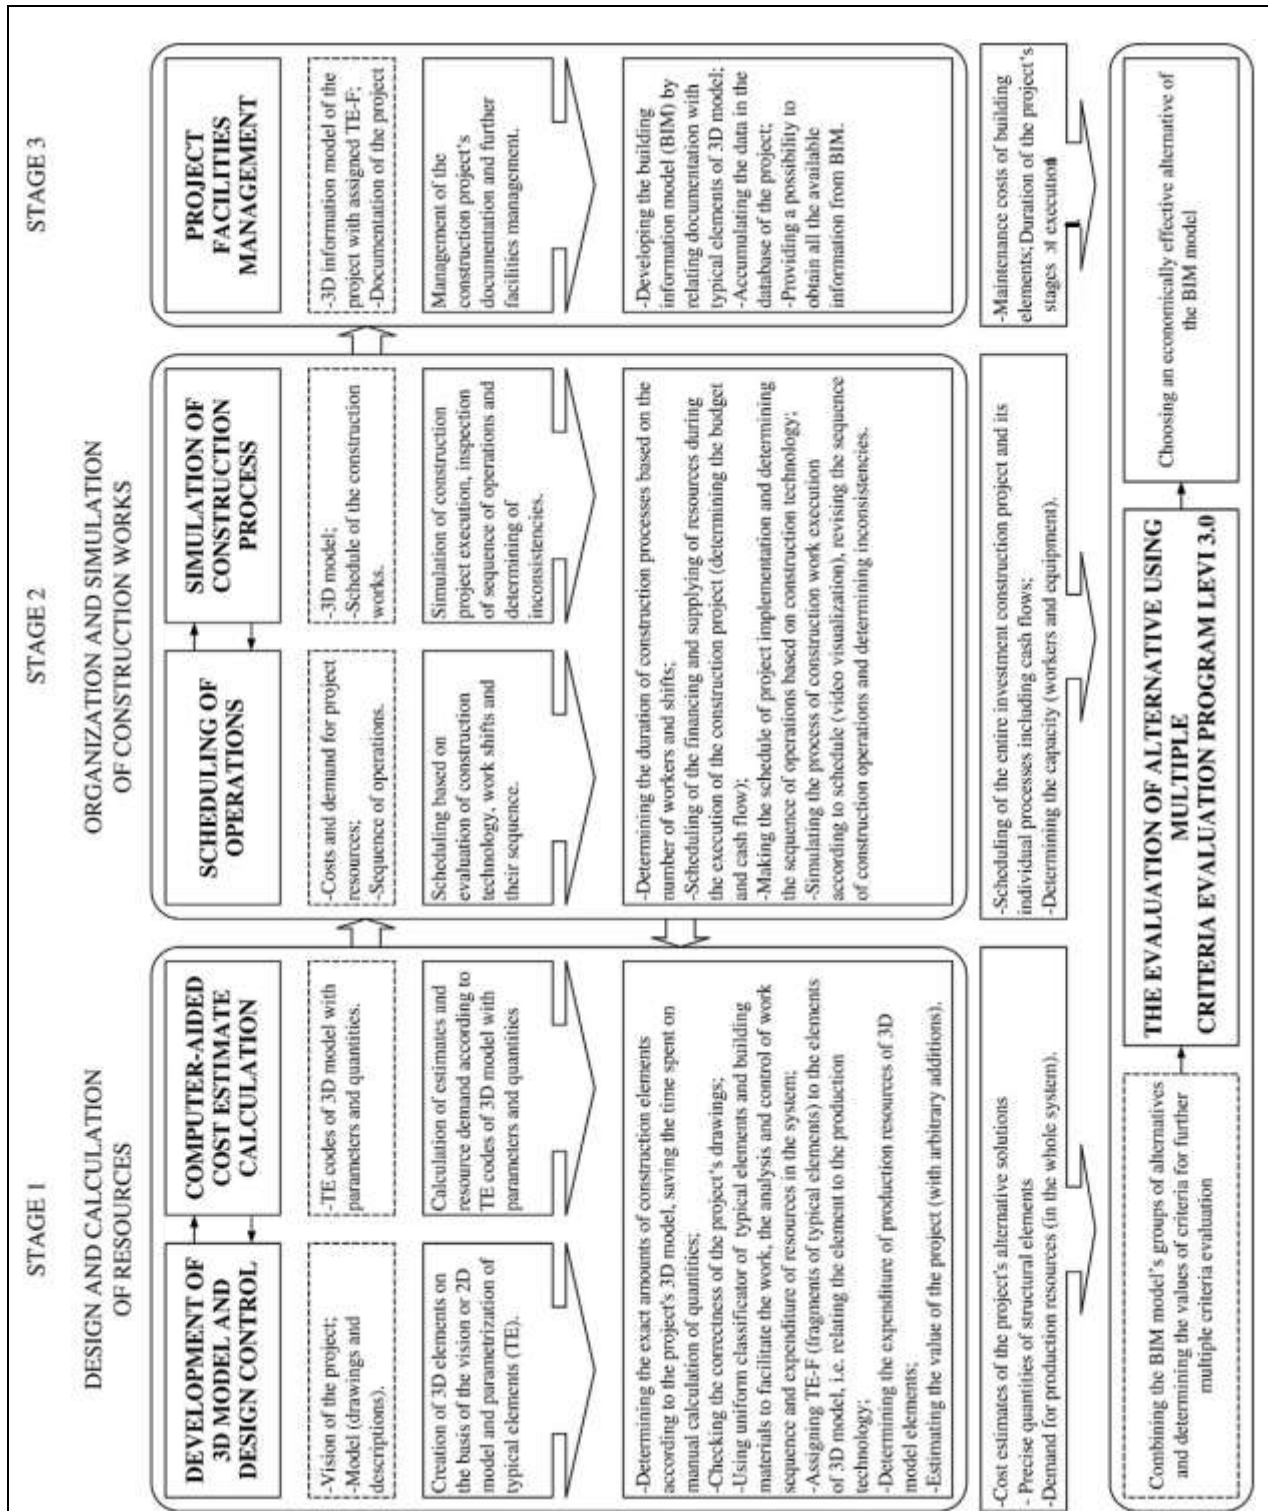 STAGE 1
DESIGN AND CALCULATION
OF RESOURCES
DEVELOPMENT OF
3D MODEL AND
DESIGN CONTROL
COMPUTER-AIDED
COST ESTIMATE
CALCULATION
-Vision of the project;
-Model (drawings and
descriptions).
-TE codes of 3D model with
parameters and quantities.
Creation of 3D elements on
the basis of the vision or 2D
model and parametrization of
typical elements (TE).
Calculation of estimates and
resource demand according to
TE codes of 3D model with
parameters and quantities
-Determining the exact amounts of construction elements
according to the project's 3D model, saving the time spent on
manual calculation of quantities;
-Checking the correctness of the project's drawings;
-Using uniform classificator of typical elements and building
materials to facilitate the work, the analysis and control of work
sequence and expenditure of resources in the system;
-Assigning TE-F (fragments of typical elements) to the elements
of 3D model, i.e. relating the element to the production
technology;
-Determining the expenditure of production resources of 3D
model elements;
-Estimating the value of the project (with arbitrary additions).
-Cost estimates of the project's alternative solutions
- Precise quantities of structural elements
-Demand for production resources (in the whole system).
STAGE 2
ORGANIZATION AND SIMULATION
OF CONSTRUCTION WORKS
SCHEDULING OF
OPERATIONS
SIMULATION OF
CONSTRUCTION
PROCESS
-Costs and demand for project
resources;
-Sequence of operations.
-3D model;
-Schedule of the construction
works.
Scheduling based on
evaluation of construction
technology, work shifts and
their sequence.
Simulation of construction
project execution, inspection
of sequence of operations and
determining of
inconsistencies.
-Determining the duration of construction processes based on the
number of workers and shifts;
-Scheduling of the financing and supplying of resources during
the execution of the construction project (determining the budget
and cash flow);
-Making the schedule of project implementation and determining
the sequence of operations based on construction technology;
-Simulating the process of construction work execution
according to schedule (video visualization), revising the sequence
of construction operations and determining inconsistencies.
-Scheduling of the entire investment construction project and its
individual processes including cash flows;
-Determining the capacity (workers and equipment).
STAGE 3
PROJECT
FACILITIES
MANAGEMENT
-3D information model of the
project with assigned TE-F;
-Documentation of the project
Management of the
construction project's
documentation and further
facilities management.
-Developing the building
information model (BIM) by
relating documentation with
typical elements of 3D model;
-Accumulating the data in the
database of the project;
-Providing a possibility to
obtain all the available
information from BIM.
-Maintenance costs of building
elements;Duration of the project's
stages execution
Combining the BIM model's groups of alternatives
and determining the values of criteria for further
multiple criteria evaluation
THE EVALUATION OF ALTERNATIVE USING
MULTIPLE
CRITERIA EVALUATION PROGRAM LEVI 3.0
Choosing an economically effective alternative of
the BIM model